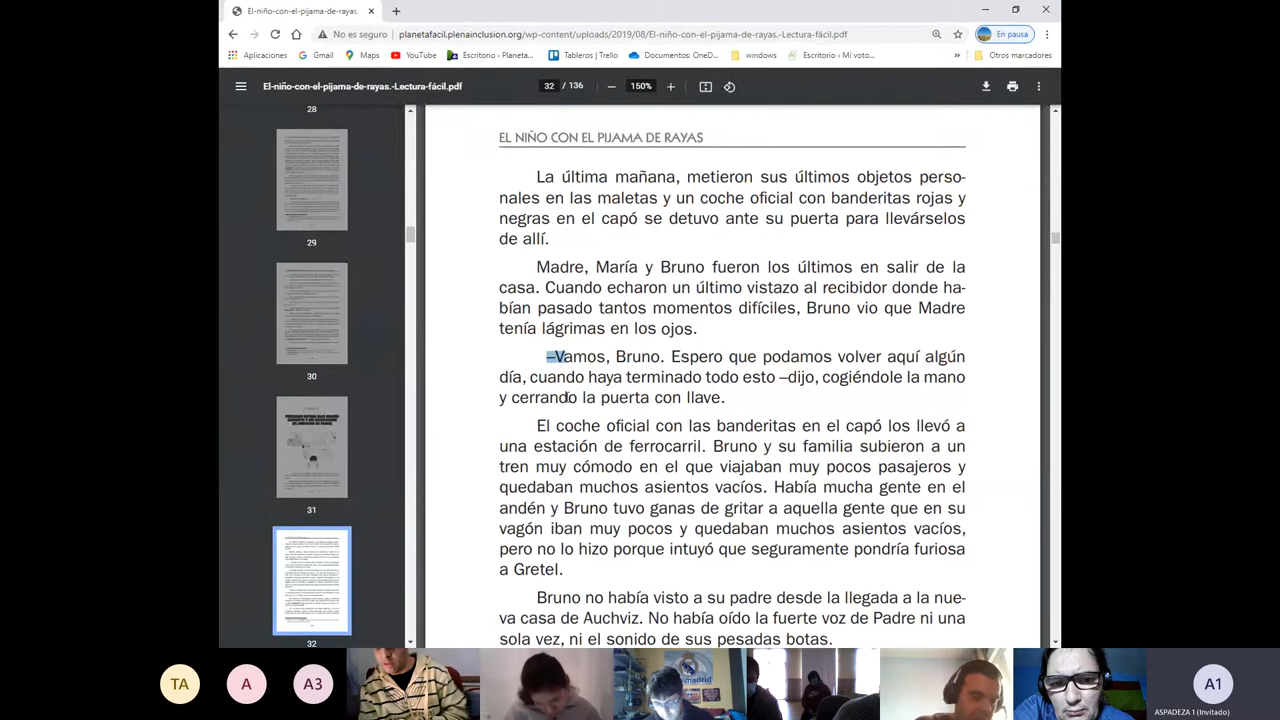 El-niño-con-el-pijama-de-rayas.
No es seguro
planetafacil.plenainclusion.org/wp-content/uploads/2019/08/El-niño-con-el-pijama-de-rayas.-Lectura-fácil.pdf
En pausa
Aplicaciones Gmail Maps YouTube Escritorio - Planeta... Tableros | Trello Documentos: OneD... windows Escritorio - Mi voto... » Otros marcadores
El-niño-con-el-pijama-de-rayas.-Lectura-fácil.pdf 32 / 136 150%
28
29
30
31
32
EL NIÑO CON EL PIJAMA DE RAYAS
La última mañana, metieron sus últimos objetos perso-
nales en las maletas y un coche oficial con banderitas rojas y
negras en el capó se detuvo ante su puerta para llevárselos
de allí.
Madre, María y Bruno fueron los últimos en salir de la
casa. Cuando echaron un último vistazo al recibidor donde ha-
bían pasado tantos momentos difíciles, Bruno vio que Madre
tenía lágrimas en los ojos.
–Vamos, Bruno. Espero que podamos volver aquí algún
día, cuando haya terminado todo esto –dijo, cogiéndole la mano
y cerrando la puerta con llave.
El coche oficial con las banderitas en el capó los llevó a
una estación de ferrocarril. Bruno y su familia subieron a un
tren muy cómodo en el que viajaban muy pocos pasajeros y
quedaban muchos asientos vacíos. Había mucha gente en el
andén y Bruno tuvo ganas de gritar a aquella gente que en su
vagón iban muy pocos y quedaban muchos asientos vacíos,
pero no lo hizo porque intuyó que seguramente pondría furiosa
a Gretel.
Bruno no había visto a su padre desde la llegada a la nue-
va casa en Auchviz, no había oído la fuerte voz de Padre ni una
sola vez, ni el sonido de sus pesadas botas.
TA
A
A3
A1
ASPADEZA 1 (Invitado)